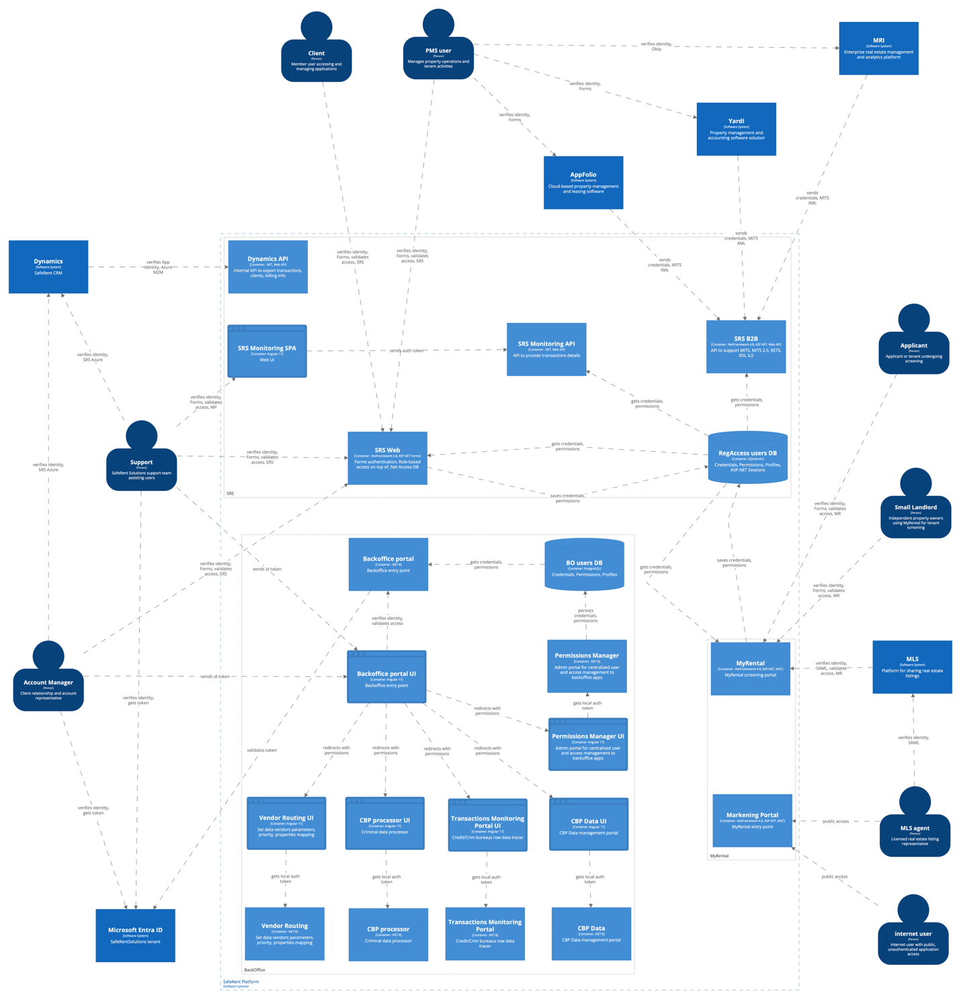 Client
[Person]
Member user accessing and
managing applications
PMS user
[Person]
Manages property operations and
tenant activities
verifies identity,
Okta
MRI
[Software System]
Enterprise real estate management
and analytics platform
verifies identity,
Forms
verifies identity,
Forms
Yardi
[Software System]
Property management and
accounting software solution
AppFolio
[Software System]
Cloud-based property management
and leasing software
sends
credentials, MITS
XML
sends
credentials, MITS
XML
sends
credentials, MITS
XML
verifies identity,
Forms, validates
access, SRS
verifies identity,
Forms, validates
access, SRS
Dynamics
[Software System]
SafeRent CRM
verifies App
identity, Azure
M2M
Dynamics API
[Container: .NET, Web API]
Internal API to export transactions,
clients, billing info
SRS Monitoring SPA
[Container: Angular 17]
Web UI
sends auth token
SRS Monitoring API
[Container: .NET, Web API]
API to provide transactions details
SRS B2B
[Container: .NetFramework 4.8, ASP.NET, Web API]
API to support MITS, MITS 2.5, RETS,
IDX, ILS
Applicant
[Person]
Applicant or tenant undergoing
screening
verifies identity,
SRS Azure
verifies identity,
Forms, validates
access, MP
gets credentials,
permissions
gets credentials,
permissions
Support
[Person]
SafeRent Solutions support team
assisting users
verifies identity,
SRS Azure
verifies identity,
Forms, validates
access, SRS
SRS Web
[Container: .NetFramework 4.8, ASP.NET Forms]
Forms authentication, Role-based
access on top of .Net Access DB
gets credentials,
permissions
saves credentials,
permissions
RegAccess users DB
[Container: SQLServer]
Credentials, Permissions, Profiles,
ASP.NET Sessions
SRS
verifies identity,
Forms, validates
access, MR
Small Landlord
[Person]
Independent property owners
using MyRental for tenant
screening
verifies identity,
Forms, validates
access, SRS
sends id token
Backoffice portal
[Container: .NET 8]
Backoffice entry point
gets credentials,
permissions
BO users DB
[Container: PostgreSQL]
Credentials, Permissions, Profiles
gets credentials,
permissions
saves credentials,
permissions
verifies identity,
Forms, validates
access, MR
verifies identity,
validates access
persists
credentials,
permissions
Account Manager
[Person]
Client relationship and account
representative
sends id token
Backoffice portal UI
[Container: Angular 17]
Backoffice entry point
Permissions Manager
[Container: .NET 8]
Admin portal for centralized user
and access management to
backoffice apps
MyRental
[Container: .NetFramework 4.8, ASP.NET, MVC]
MyRental screening portal
verifies identity,
SAML, validates
access, MR
MLS
[Software System]
Platform for sharing real estate
listings
verifies identity,
gets token
redirects with
permissions
gets local auth
token
Permissions Manager UI
[Container: Angular 17]
Admin portal for centralized user
and access management to
backoffice apps
validates token
redirects with
permissions
redirects with
permissions
redirects with
permissions
redirects with
permissions
verifies identity,
SAML
verifies identity,
gets token
Vendor Routing UI
[Container: Angular 17]
Set data vendors parameters,
priority, properties mapping
CBP processor UI
[Container: Angular 17]
Criminal data processor
Transactions Monitoring
Portal UI
[Container: Angular 17]
Credit/Crim bureaus row data tracer
CBP Data UI
[Container: Angular 17]
CBP Data management portal
Markening Portal
[Container: .NetFramework 4.8, ASP.NET, MVC]
MyRental entry point
public access
MLS agent
[Person]
Licensed real estate listing
representative
MyRental
gets local auth
token
gets local auth
token
gets local auth
token
gets local auth
token
public access
Microsoft Entra ID
[Software System]
SafeRentSolutions tenant
Vendor Routing
[Container: .NET 8]
Set data vendors parameters,
priority, properties mapping
CBP processor
[Container: .NET 8]
Criminal data processor
Transactions Monitoring
Portal
[Container: .NET 8]
Credit/Crim bureaus row data
tracer
CBP Data
[Container: .NET 8]
CBP Data management portal
internet user
[Person]
internet user with public,
unauthenticated application
access
BackOffice
SafeRent Platform
[Software System]